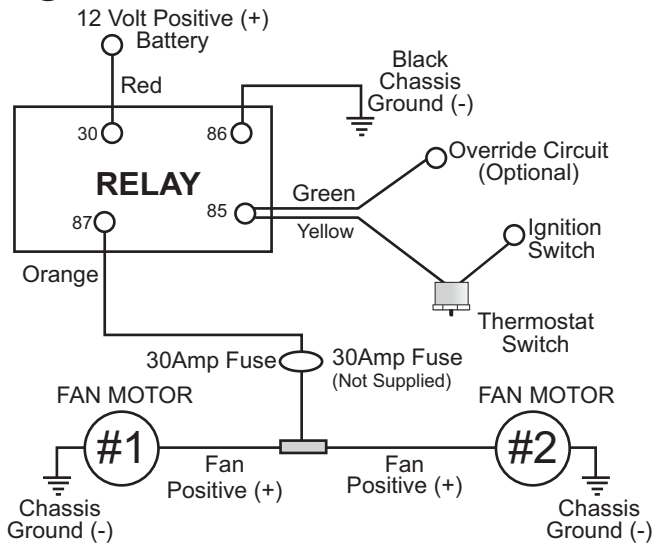 12 Volt Positive (+)
Battery
Red
Black
Chassis
Ground (-)
30
86
RELAY
Override Circuit
(Optional)
Green
85
87
Yellow
Ignition
Switch
Orange
Thermostat
Switch
30Amp Fuse
30Amp Fuse
(Not Supplied)
FAN MOTOR
FAN MOTOR
#1
#2
Fan
Positive (+)
Fan
Positive (+)
Chassis
Ground (-)
Chassis
Ground (-)